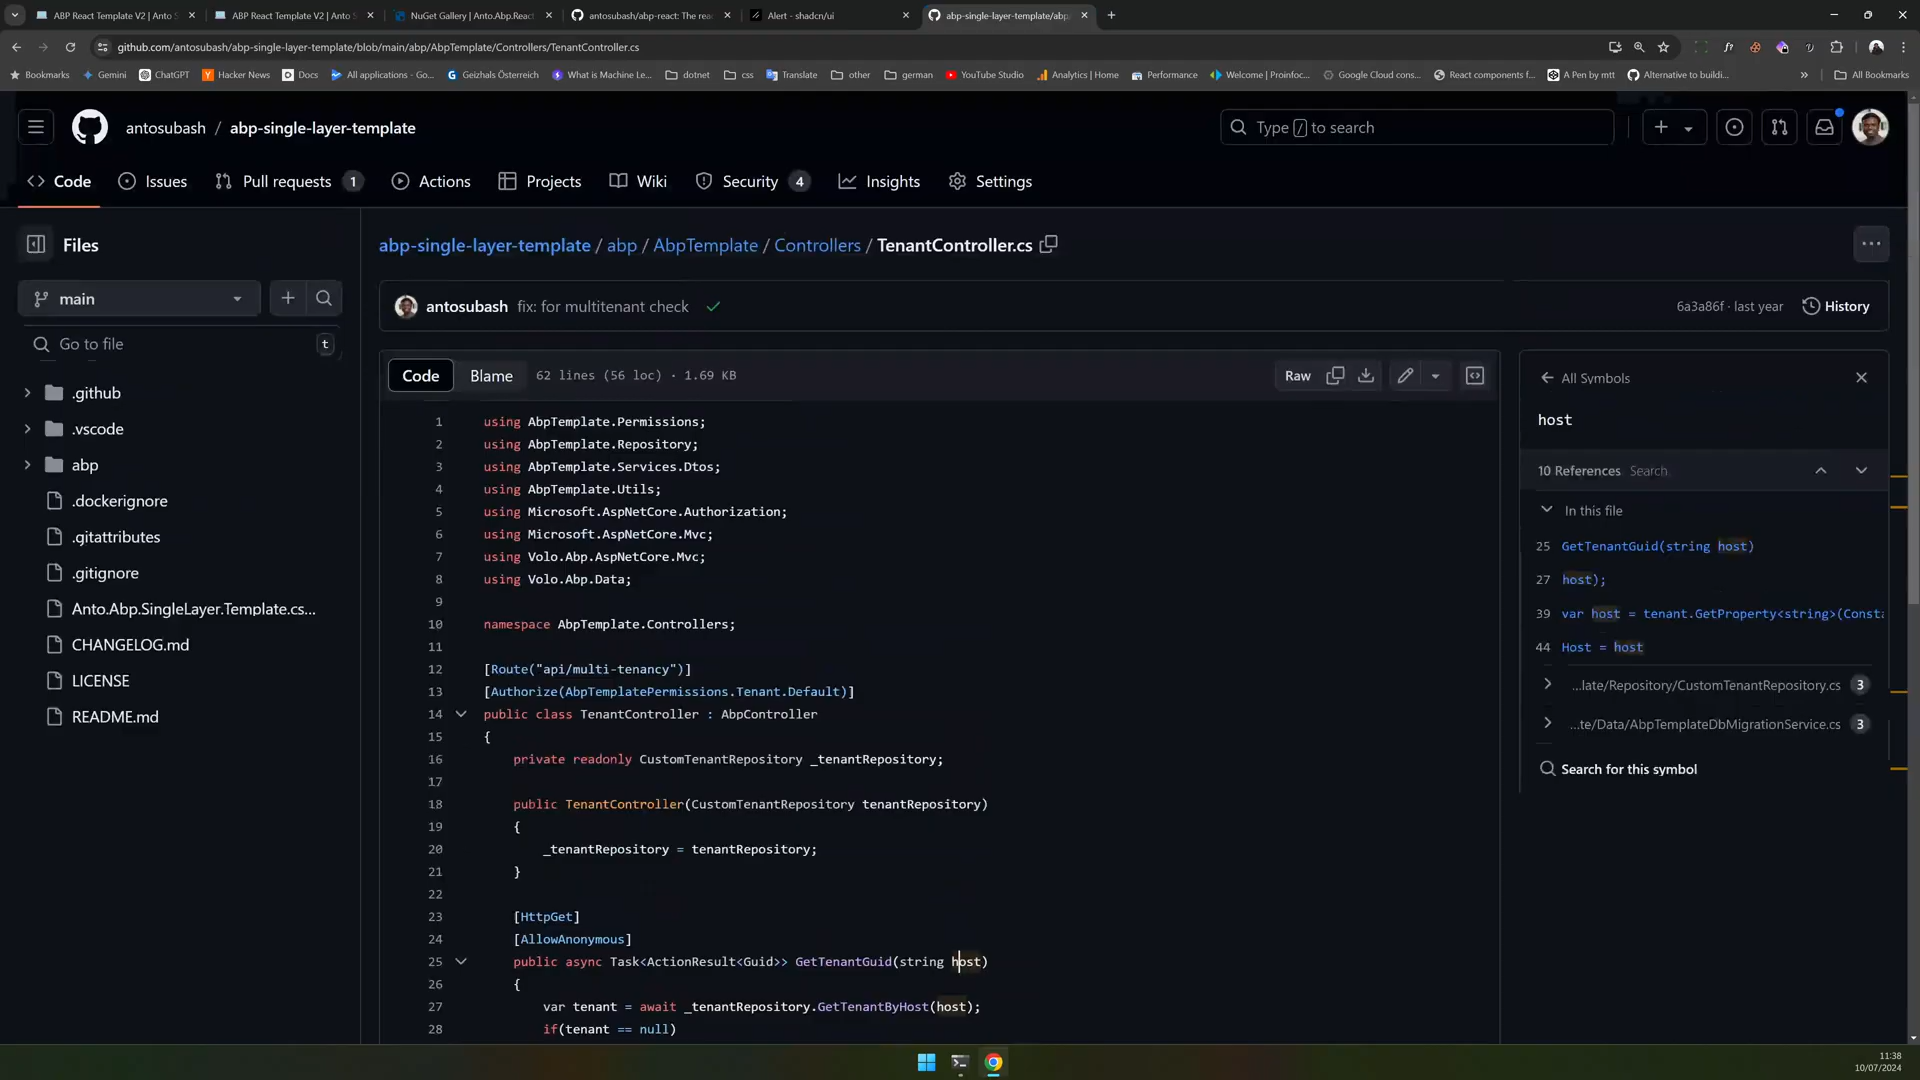 ABP React Template V2 | Anto S
ABP React Template V2 | Anto S
NuGet Gallery | Anto.Abp.React
antosubash/abp-react: The rea
Alert - shadcn/ui
abp-single-layer-template/abp
github.com/antosubash/abp-single-layer-template/blob/main/abp/AbpTemplate/Controllers/TenantController.cs
Bookmarks
Gemini
ChatGPT
Hacker News
Docs
All applications - Go...
Geizhals Österreich
What is Machine Le...
dotnet
css
Translate
other
german
YouTube Studio
Analytics | Home
Performance
Welcome | Proinfoc...
Google Cloud cons...
React components f...
A Pen by mtt
Alternative to buildi...
All Bookmarks
antosubash / abp-single-layer-template
Type / to search
Code
Issues
Pull requests 1
Actions
Projects
Wiki
Security 4
Insights
Settings
Files
main
Go to file
t
.github
.vscode
abp
.dockerignore
.gitattributes
.gitignore
Anto.Abp.SingleLayer.Template.cs...
CHANGELOG.md
LICENSE
README.md
abp-single-layer-template / abp / AbpTemplate / Controllers / TenantController.cs
antosubash fix: for multitenant check
6a3a86f · last year
History
Code
Blame
62 lines (56 loc) · 1.69 KB
Raw
1 using AbpTemplate.Permissions;
2 using AbpTemplate.Repository;
3 using AbpTemplate.Services.Dtos;
4 using AbpTemplate.Utils;
5 using Microsoft.AspNetCore.Authorization;
6 using Microsoft.AspNetCore.Mvc;
7 using Volo.Abp.AspNetCore.Mvc;
8 using Volo.Abp.Data;
9
10 namespace AbpTemplate.Controllers;
11
12 [Route("api/multi-tenancy")]
13 [Authorize(AbpTemplatePermissions.Tenant.Default)]
14 public class TenantController : AbpController
15 {
16 private readonly CustomTenantRepository _tenantRepository;
17
18 public TenantController(CustomTenantRepository tenantRepository)
19 {
20 _tenantRepository = tenantRepository;
21 }
22
23 [HttpGet]
24 [AllowAnonymous]
25 public async Task<ActionResult<Guid>> GetTenantGuid(string host)
26 {
27 var tenant = await _tenantRepository.GetTenantByHost(host);
28 if(tenant == null)
All Symbols
host
10 References Search
In this file
25 GetTenantGuid(string host)
27 host);
39 var host = tenant.GetProperty<string>(Consta
44 Host = host
...late/Repository/CustomTenantRepository.cs 3
...te/Data/AbpTemplateDbMigrationService.cs 3
Search for this symbol
11:38
10/07/2024